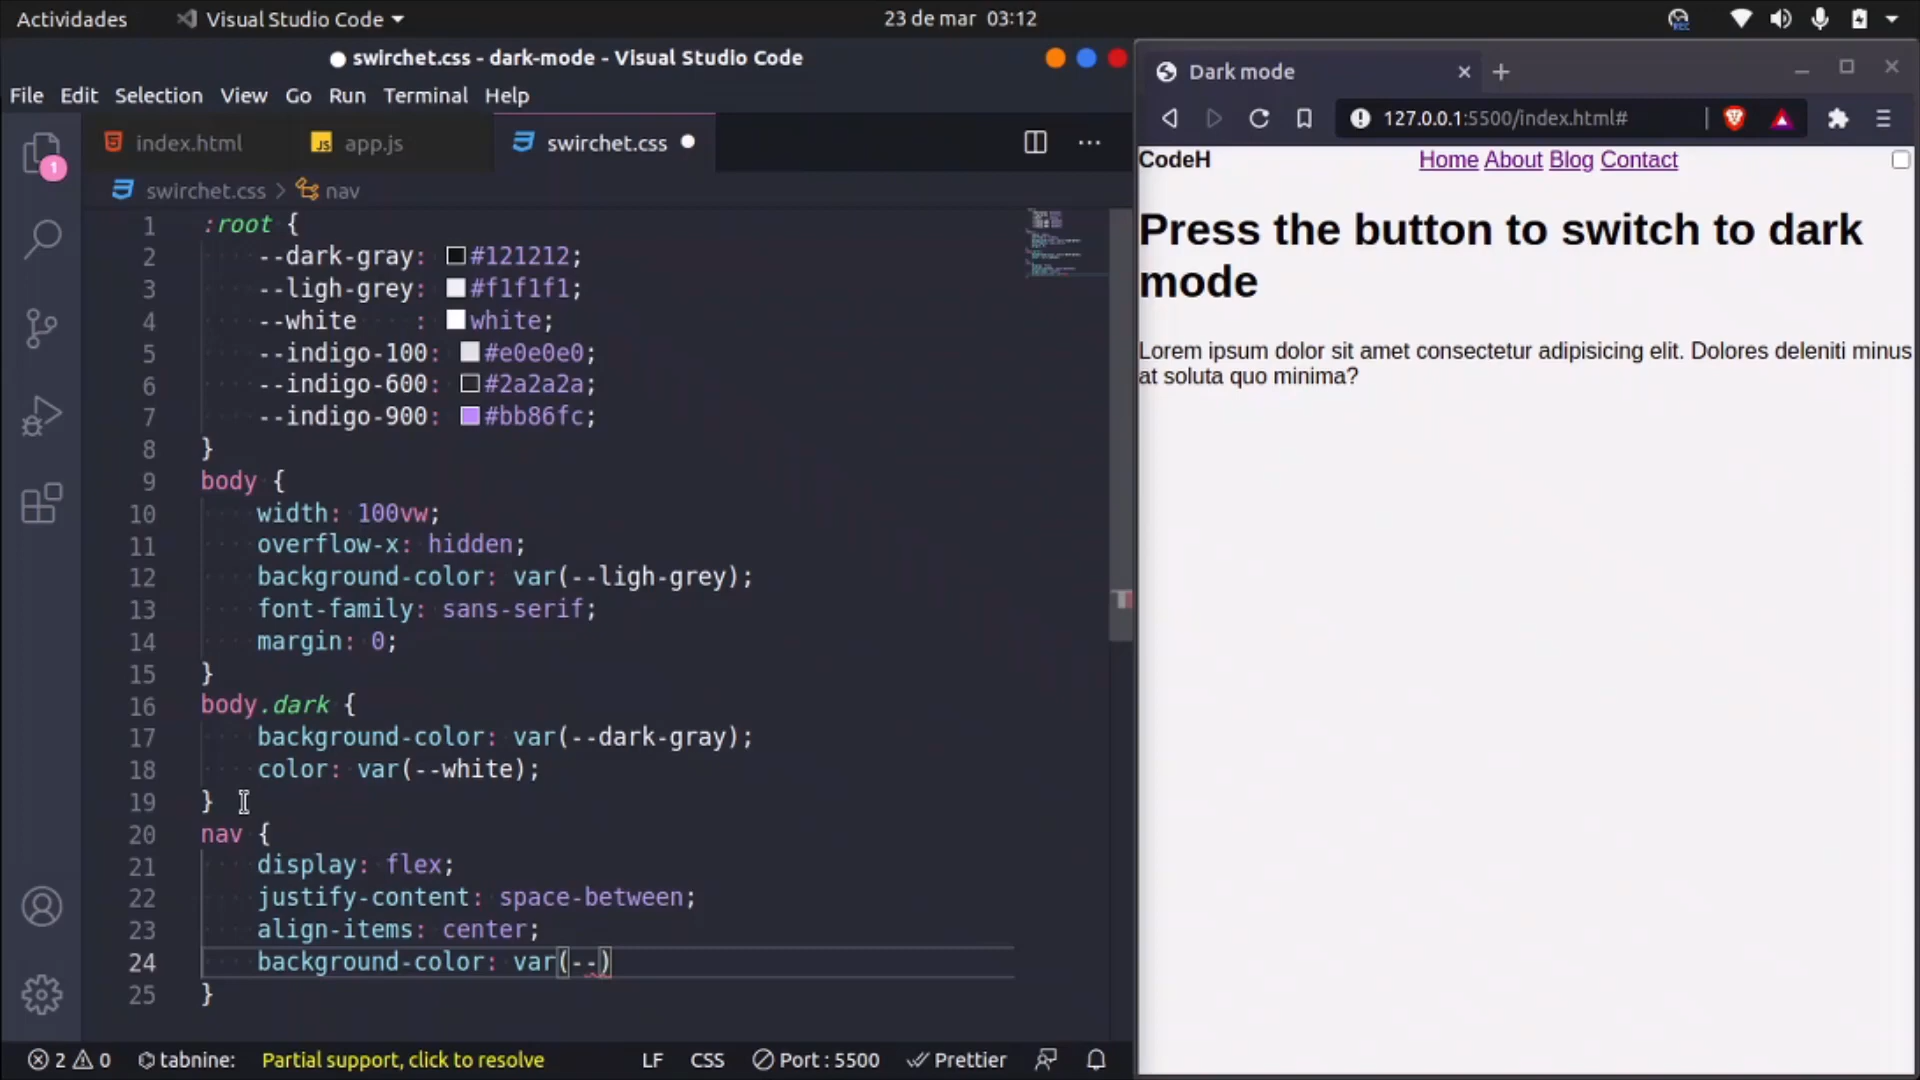 Actividades
Visual Studio Code
23 de mar 03:12
REC
swirchet.css - dark-mode - Visual Studio Code
File Edit Selection View Go Run Terminal Help
index.html
JS app.js
swirchet.css
swirchet.css > nav
1
1 :root {
2 --dark-gray: #121212;
3 --ligh-grey: #f1f1f1;
4 --white : white;
5 --indigo-100: #e0e0e0;
6 --indigo-600: #2a2a2a;
7 --indigo-900: #bb86fc;
8 }
9 body {
10 width: 100vw;
11 overflow-x: hidden;
12 background-color: var(--ligh-grey);
13 font-family: sans-serif;
14 margin: 0;
15 }
16 body.dark {
17 background-color: var(--dark-gray);
18 color: var(--white);
19 }
20 nav {
21 display: flex;
22 justify-content: space-between;
23 align-items: center;
24 background-color: var(--)
25 }
2 0 tabnine: Partial support, click to resolve LF CSS Port : 5500 Prettier
Dark mode
127.0.0.1:5500/index.html#
CodeH
Home About Blog Contact
Press the button to switch to dark
mode
Lorem ipsum dolor sit amet consectetur adipisicing elit. Dolores deleniti minus
at soluta quo minima?